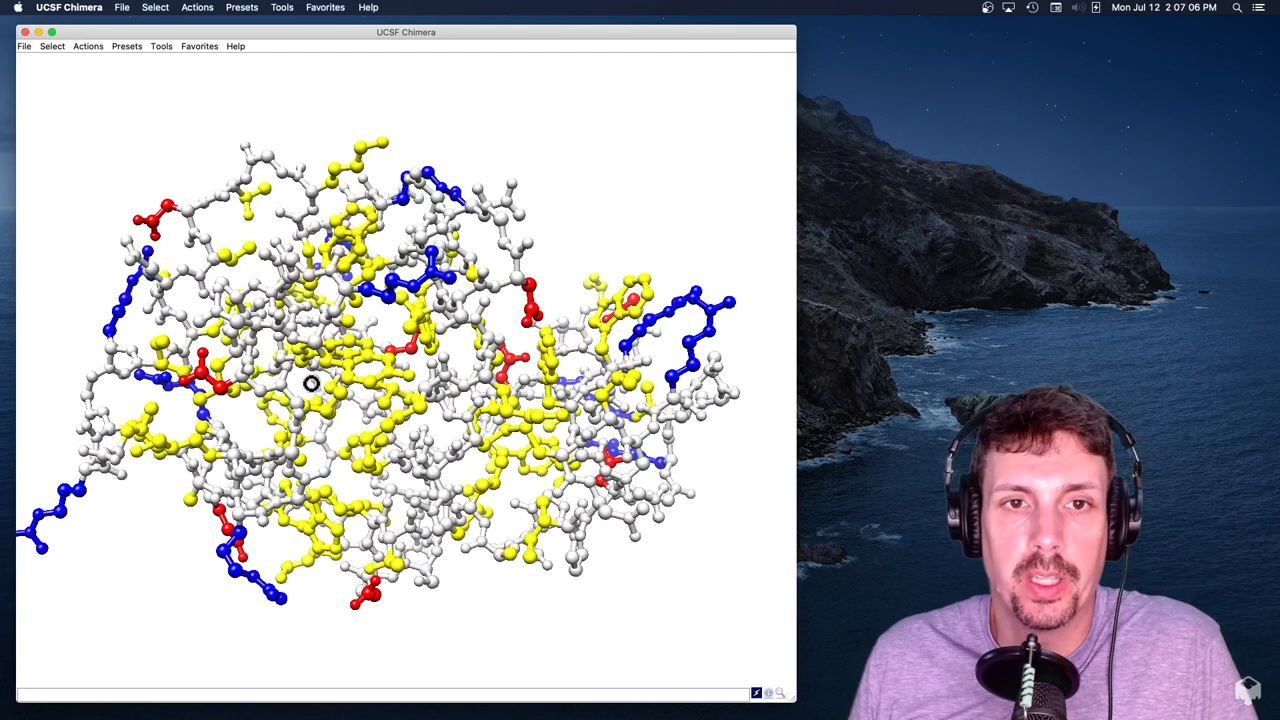 UCSF Chimera File Select Actions Presets Tools Favorites Help Mon Jul 12 2:07:06 PM
UCSF Chimera
File Select Actions Presets Tools Favorites Help